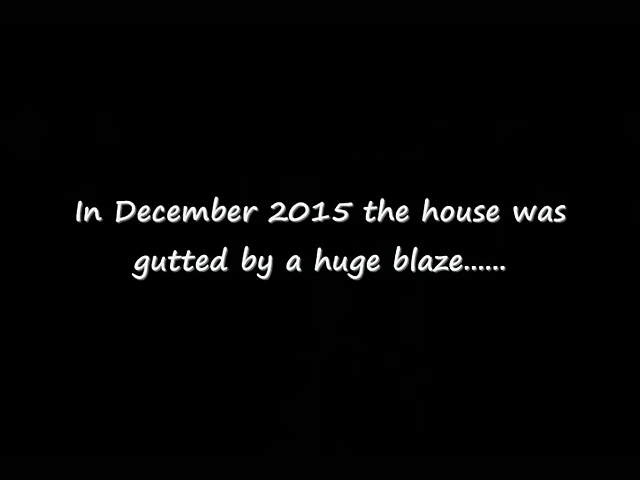 In December 2015 the house was
gutted by a huge blaze......